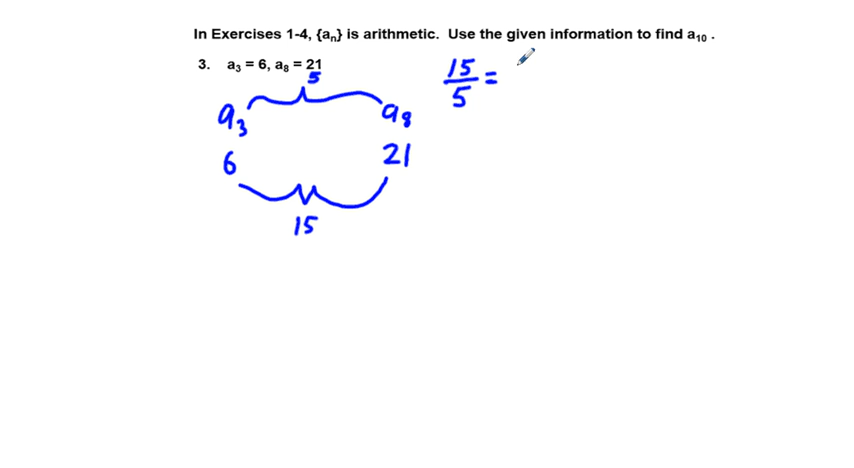 In Exercises 1-4, {aₙ} is arithmetic. Use the given information to find a₁₀ .
3. a₃ = 6, a₈ = 21
5
15/5 =
a₃ a₈
6 21
15